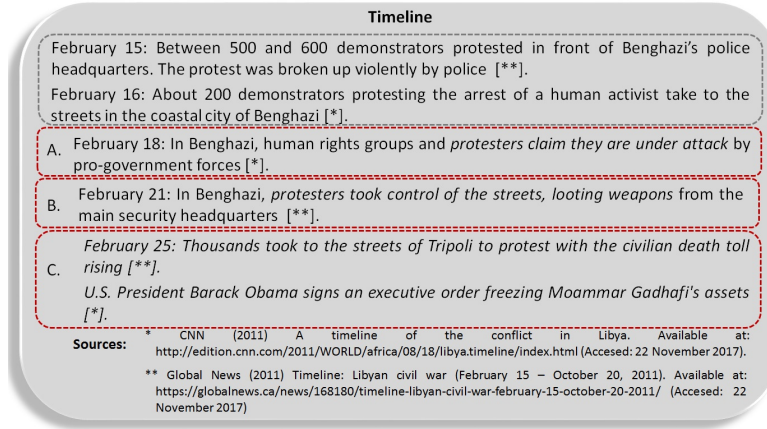 Timeline
February 15: Between 500 and 600 demonstrators protested in front of Benghazi's police
headquarters. The protest was broken up violently by police [**].
February 16: About 200 demonstrators protesting the arrest of a human activist take to the
streets in the coastal city of Benghazi [*].
A. February 18: In Benghazi, human rights groups and protesters claim they are under attack by
pro-government forces [*].
B. February 21: In Benghazi, protesters took control of the streets, looting weapons from the
main security headquarters [**].
C. February 25: Thousands took to the streets of Tripoli to protest with the civilian death toll
rising [**].
U.S. President Barack Obama signs an executive order freezing Moammar Gadhafi's assets
[*].
Sources: * CNN (2011) A timeline of the conflict in Libya. Available at:
http://edition.cnn.com/2011/WORLD/africa/08/18/libya.timeline/index.html (Accesed: 22 November 2017).
** Global News (2011) Timeline: Libyan civil war (February 15 – October 20, 2011). Available at:
https://globalnews.ca/news/168180/timeline-libyan-civil-war-february-15-october-20-2011/ (Accesed: 22
November 2017)